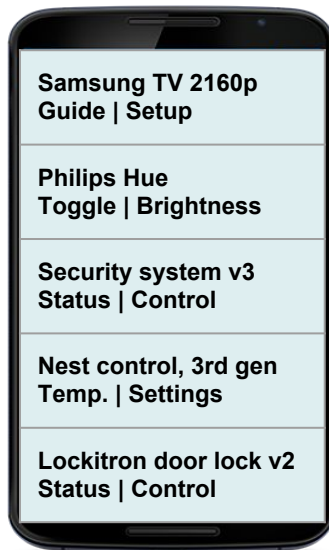 Samsung TV 2160p
Guide | Setup
Philips Hue
Toggle | Brightness
Security system v3
Status | Control
Nest control, 3rd gen
Temp. | Settings
Lockitron door lock v2
Status | Control